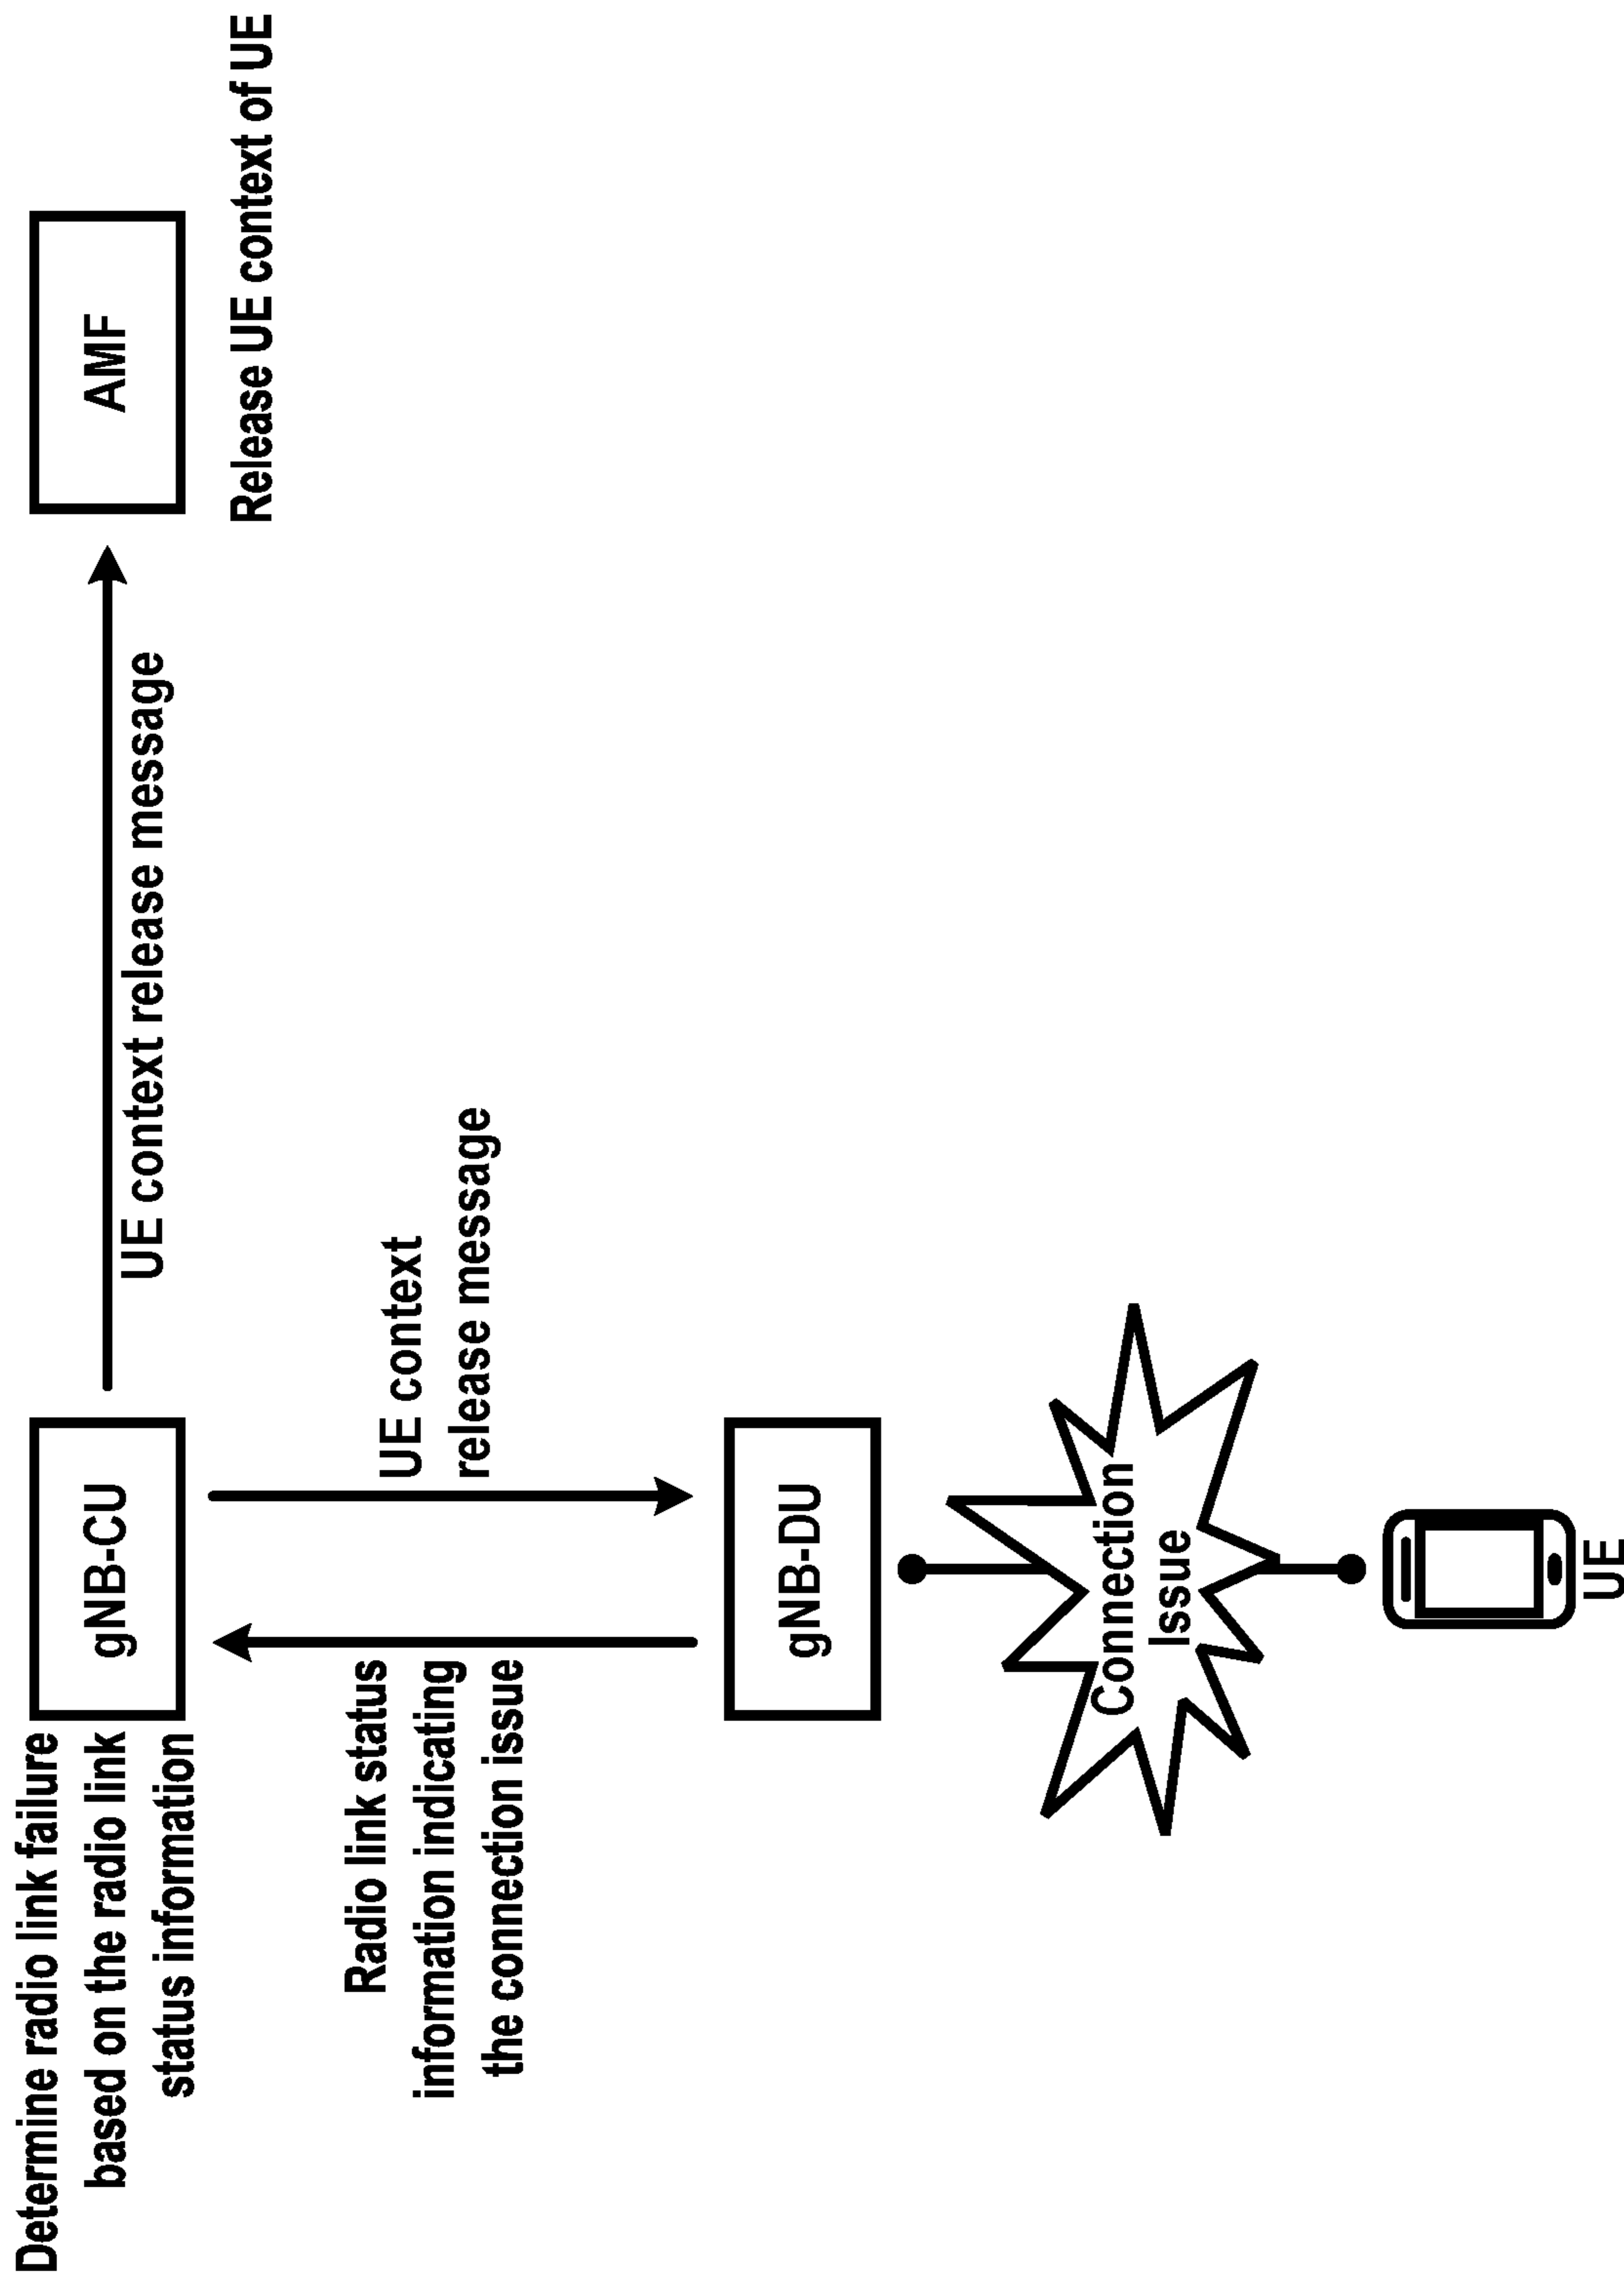 Determine radio link failure
based on the radio link
status information
gNB-CU
UE context release message
AMF
Release UE context of UE
Radio link status
information indicating
the connection issue
UE context
release message
gNB-DU
Connection
Issue
UE